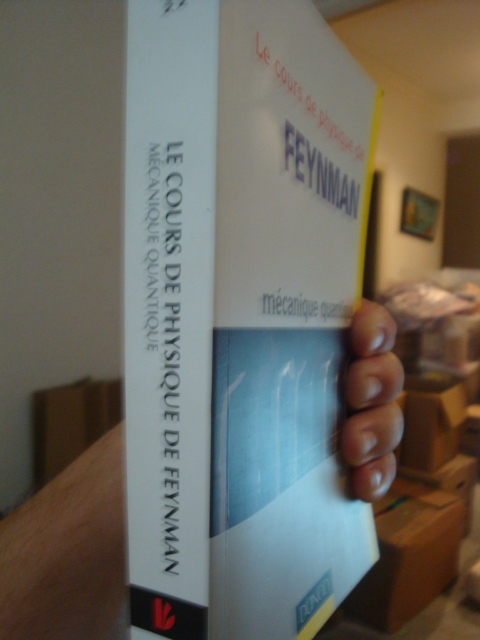 LE COURS DE PHYSIQUE DE FEYNMAN
MÉCANIQUE QUANTIQUE
Le cours de physique de
FEYNMAN
mécanique quantique
DUNOD